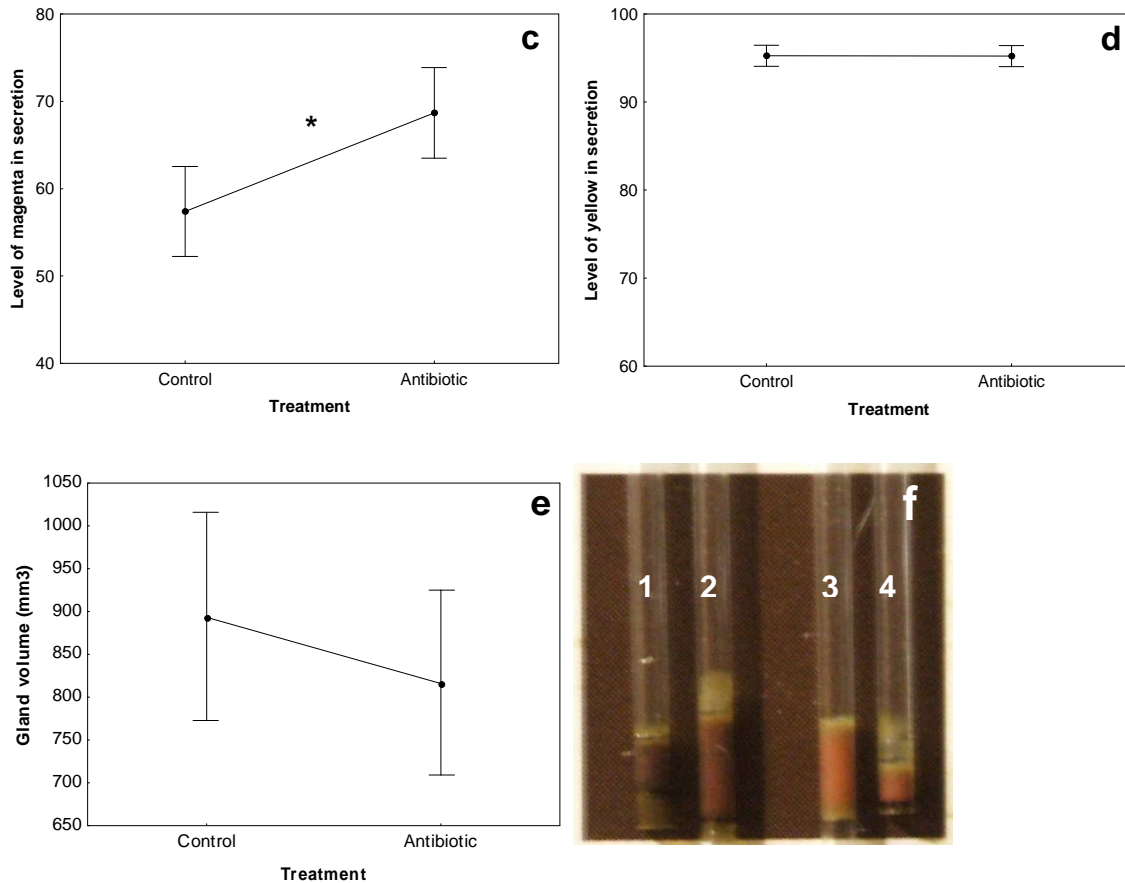 c
Level of magenta in secretion
80
70
60
50
40
*
Control Antibiotic
Treatment
d
Level of yellow in secretion
100
90
80
70
60
Control Antibiotic
Treatment
e
Gland volume (mm3)
1050
1000
950
900
850
800
750
700
650
Control Antibiotic
Treatment
f
1 2 3 4